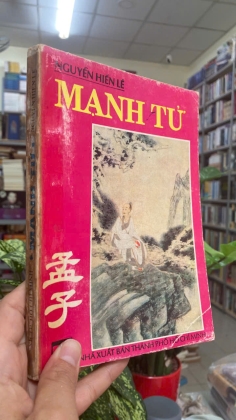 NGUYỄN HIẾN LÊ
MẠNH TỬ
孟子
NHÀ XUẤT BẢN THÀNH PHỐ HỒ CHÍ MINH